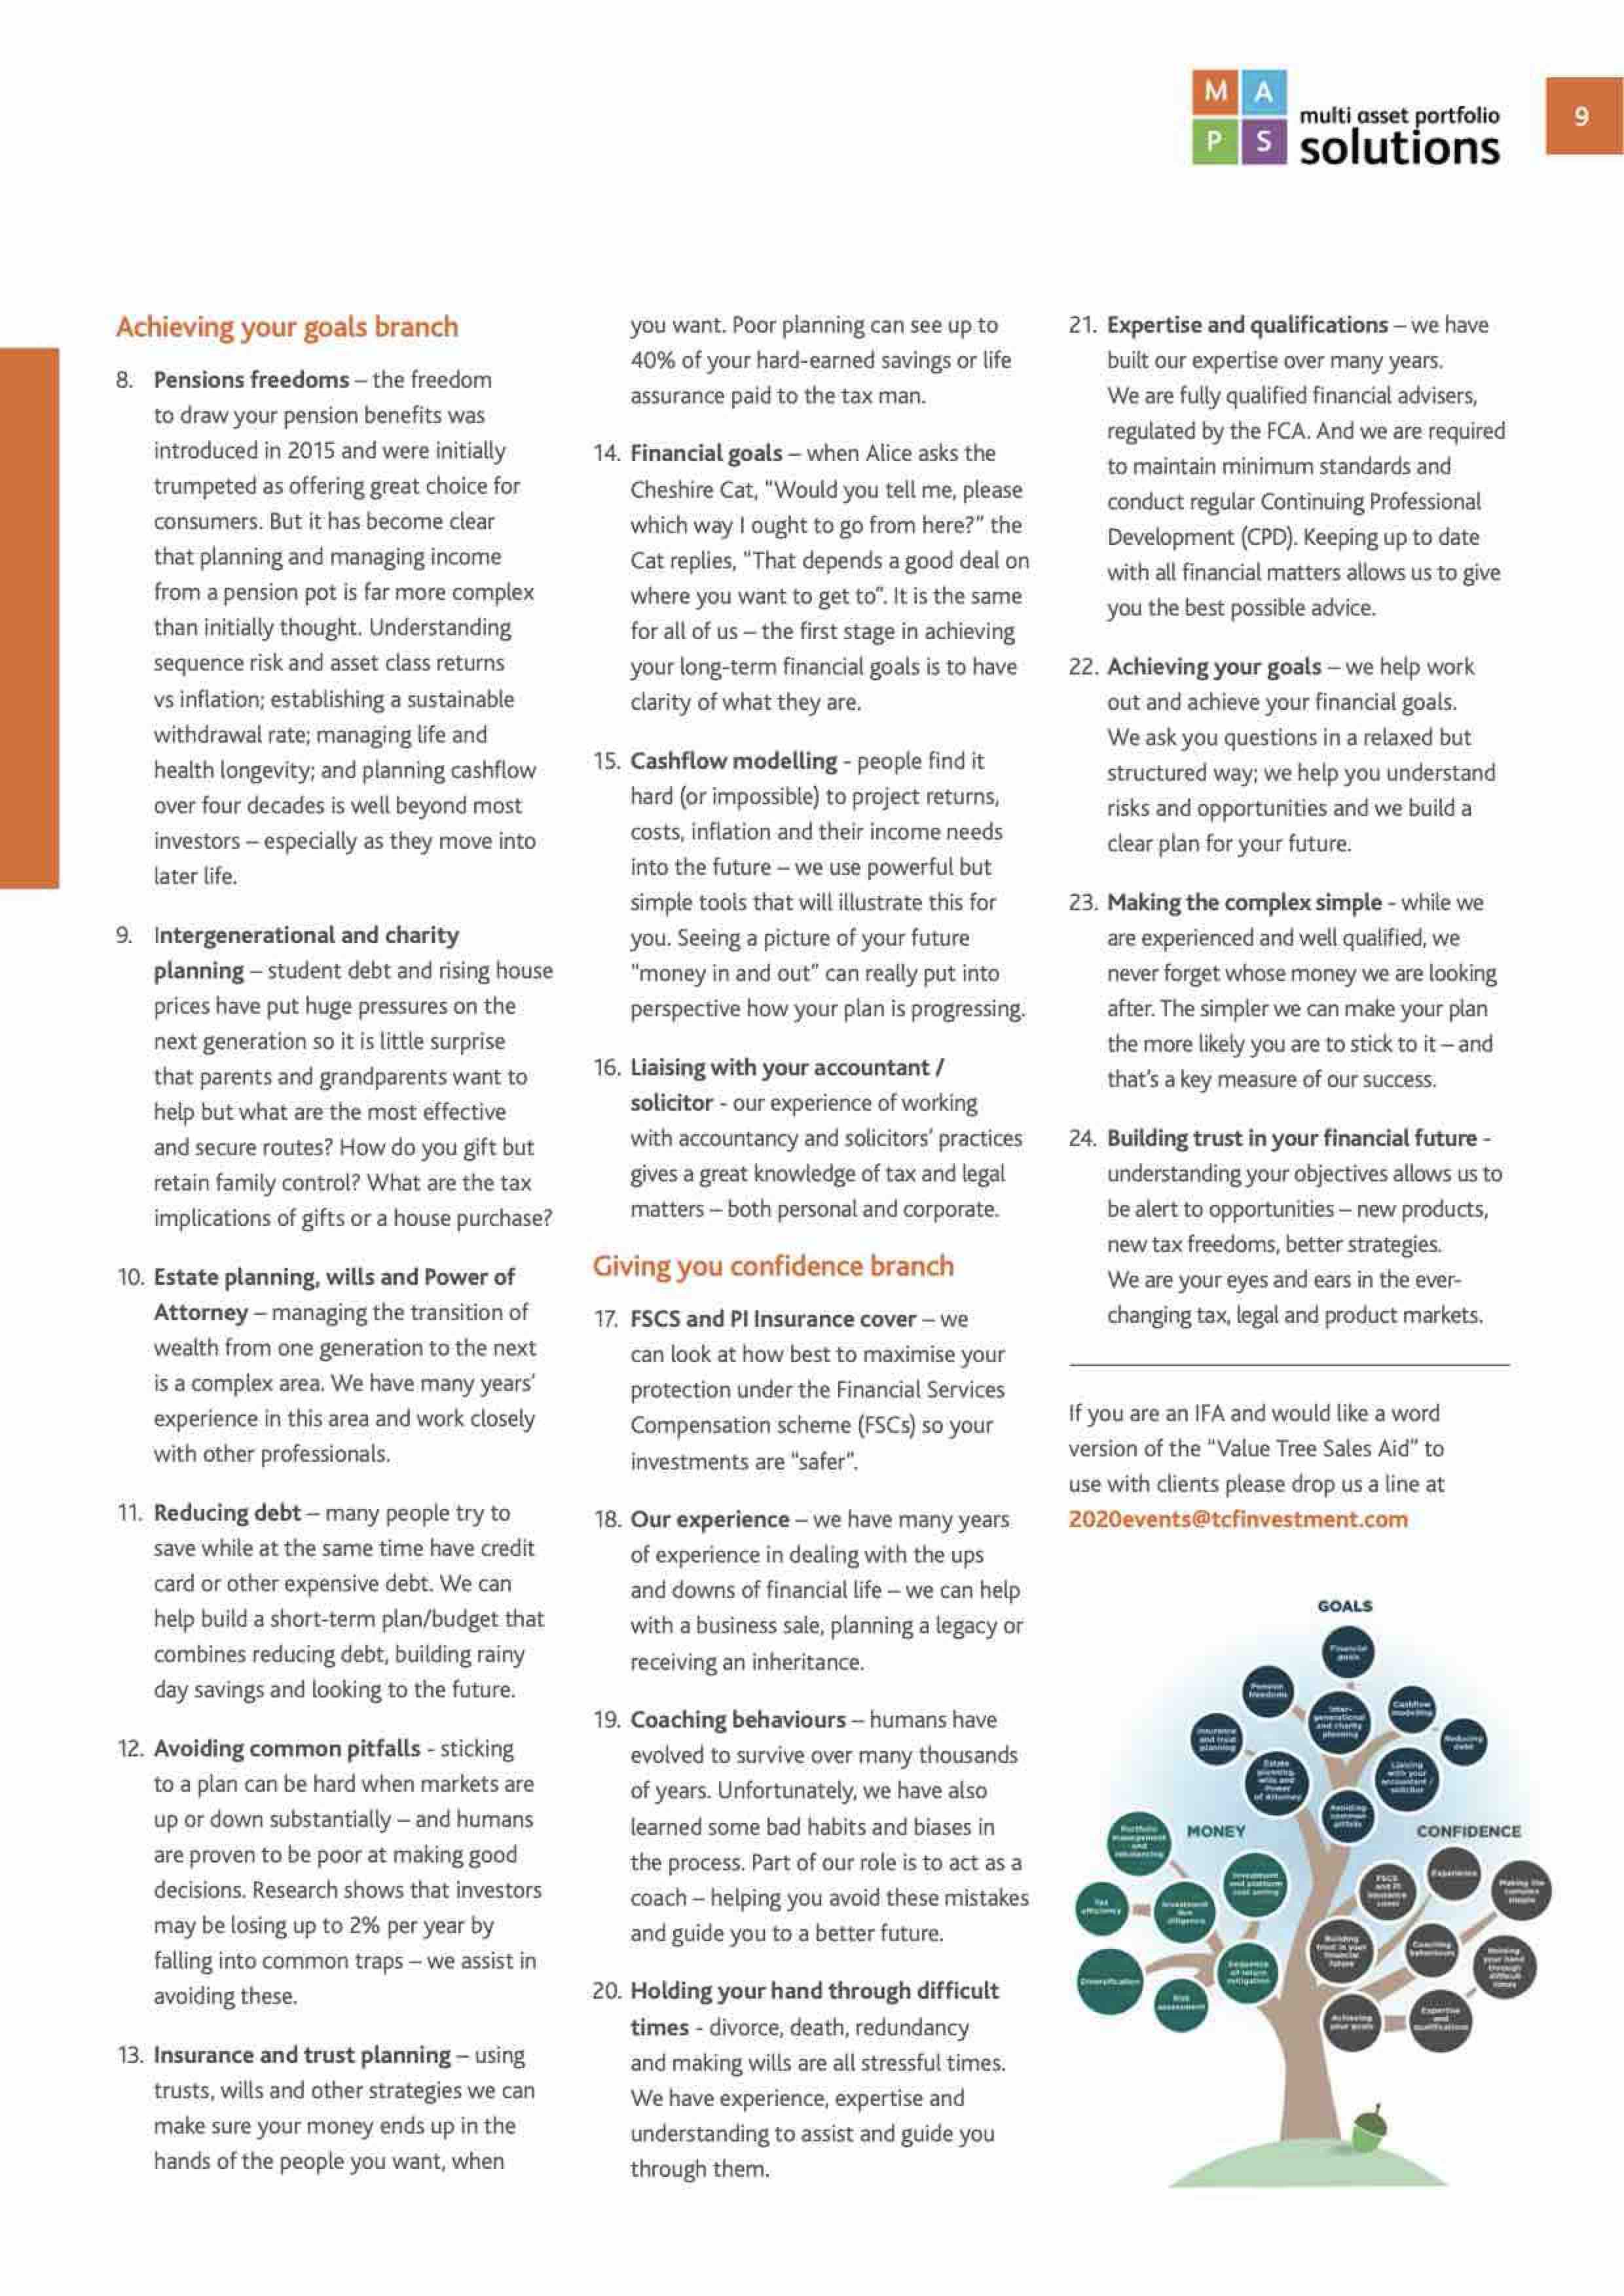 M A
P S
multi asset portfolio
solutions
9
Achieving your goals branch
8. Pensions freedoms – the freedom
to draw your pension benefits was
introduced in 2015 and were initially
trumpeted as offering great choice for
consumers. But it has become clear
that planning and managing income
from a pension pot is far more complex
than initially thought. Understanding
sequence risk and asset class returns
vs inflation; establishing a sustainable
withdrawal rate; managing life and
health longevity; and planning cashflow
over four decades is well beyond most
investors – especially as they move into
later life.
9. Intergenerational and charity
planning – student debt and rising house
prices have put huge pressures on the
next generation so it is little surprise
that parents and grandparents want to
help but what are the most effective
and secure routes? How do you gift but
retain family control? What are the tax
implications of gifts or a house purchase?
10. Estate planning, wills and Power of
Attorney – managing the transition of
wealth from one generation to the next
is a complex area. We have many years'
experience in this area and work closely
with other professionals.
11. Reducing debt – many people try to
save while at the same time have credit
card or other expensive debt. We can
help build a short-term plan/budget that
combines reducing debt, building rainy
day savings and looking to the future.
12. Avoiding common pitfalls - sticking
to a plan can be hard when markets are
up or down substantially – and humans
are proven to be poor at making good
decisions. Research shows that investors
may be losing up to 2% per year by
falling into common traps – we assist in
avoiding these.
13. Insurance and trust planning – using
trusts, wills and other strategies we can
make sure your money ends up in the
hands of the people you want, when
you want. Poor planning can see up to
40% of your hard-earned savings or life
assurance paid to the tax man.
14. Financial goals – when Alice asks the
Cheshire Cat, "Would you tell me, please
which way I ought to go from here?" the
Cat replies, "That depends a good deal on
where you want to get to". It is the same
for all of us – the first stage in achieving
your long-term financial goals is to have
clarity of what they are.
15. Cashflow modelling - people find it
hard (or impossible) to project returns,
costs, inflation and their income needs
into the future – we use powerful but
simple tools that will illustrate this for
you. Seeing a picture of your future
"money in and out" can really put into
perspective how your plan is progressing.
16. Liaising with your accountant /
solicitor - our experience of working
with accountancy and solicitors' practices
gives a great knowledge of tax and legal
matters – both personal and corporate.
Giving you confidence branch
17. FSCS and PI Insurance cover – we
can look at how best to maximise your
protection under the Financial Services
Compensation scheme (FSCs) so your
investments are "safer".
18. Our experience – we have many years
of experience in dealing with the ups
and downs of financial life – we can help
with a business sale, planning a legacy or
receiving an inheritance.
19. Coaching behaviours – humans have
evolved to survive over many thousands
of years. Unfortunately, we have also
learned some bad habits and biases in
the process. Part of our role is to act as a
coach – helping you avoid these mistakes
and guide you to a better future.
20. Holding your hand through difficult
times - divorce, death, redundancy
and making wills are all stressful times.
We have experience, expertise and
understanding to assist and guide you
through them.
21. Expertise and qualifications – we have
built our expertise over many years.
We are fully qualified financial advisers,
regulated by the FCA. And we are required
to maintain minimum standards and
conduct regular Continuing Professional
Development (CPD). Keeping up to date
with all financial matters allows us to give
you the best possible advice.
22. Achieving your goals – we help work
out and achieve your financial goals.
We ask you questions in a relaxed but
structured way; we help you understand
risks and opportunities and we build a
clear plan for your future.
23. Making the complex simple - while we
are experienced and well qualified, we
never forget whose money we are looking
after. The simpler we can make your plan
the more likely you are to stick to it – and
that's a key measure of our success.
24. Building trust in your financial future -
understanding your objectives allows us to
be alert to opportunities – new products,
new tax freedoms, better strategies.
We are your eyes and ears in the ever-
changing tax, legal and product markets.
If you are an IFA and would like a word
version of the "Value Tree Sales Aid" to
use with clients please drop us a line at
2020events@tcfinvestment.com
GOALS
Financial
goals
Pension
freedoms
Inter-
generational
and charity
planning
Cashflow
modelling
Insurance
and trust
planning
Reducing
debt
Estate
planning,
wills and
Power
of Attorney
Liaising
with your
accountant /
solicitor
Avoiding
common
pitfalls
MONEY
CONFIDENCE
Portfolio
management
and
rebalancing
Investment
and platform
cost
FSCS
and PI
insurance
cover
Experience
Making the
complex
simple
Tax
efficiency
Investment
due
diligence
Building
trust in your
financial
future
Coaching
behaviours
Holding
your hand
through
difficult
times
Sequence
of return
mitigation
Diversification
Risk
assessment
Achieving
your goals
Expertise
and
qualifications